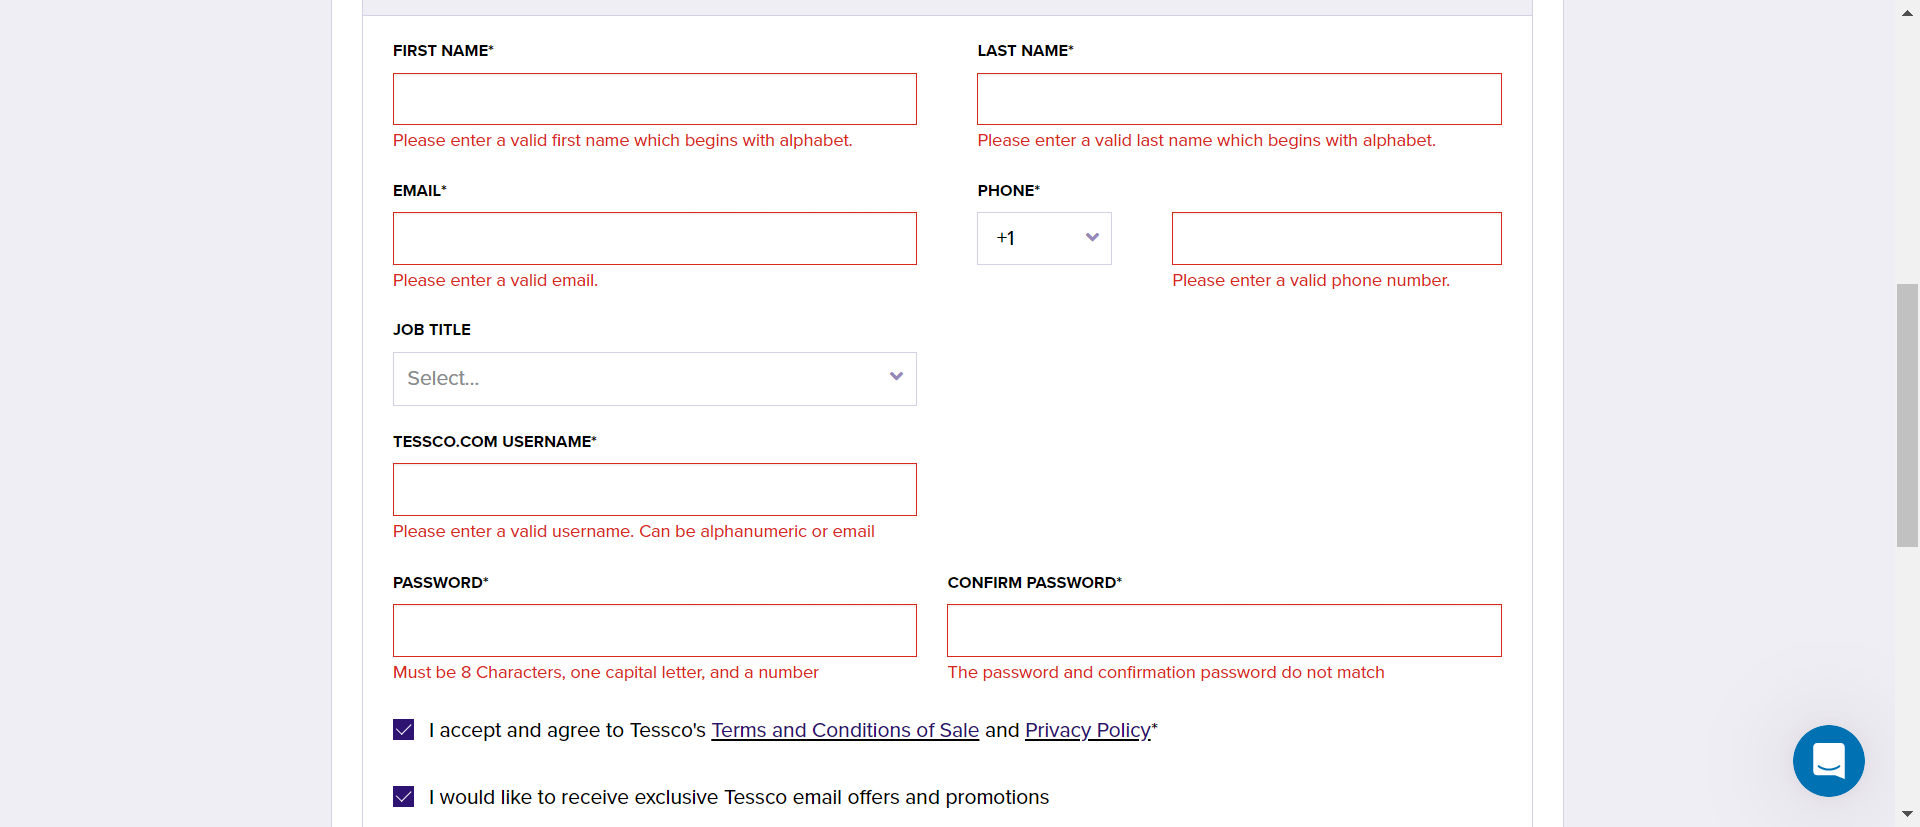 FIRST NAME*
LAST NAME*
Please enter a valid first name which begins with alphabet.
Please enter a valid last name which begins with alphabet.
EMAIL*
PHONE*
+1
Please enter a valid email.
Please enter a valid phone number.
JOB TITLE
Select...
TESSCO.COM USERNAME*
Please enter a valid username. Can be alphanumeric or email
PASSWORD*
CONFIRM PASSWORD*
Must be 8 Characters, one capital letter, and a number
The password and confirmation password do not match
I accept and agree to Tessco's Terms and Conditions of Sale and Privacy Policy*
I would like to receive exclusive Tessco email offers and promotions